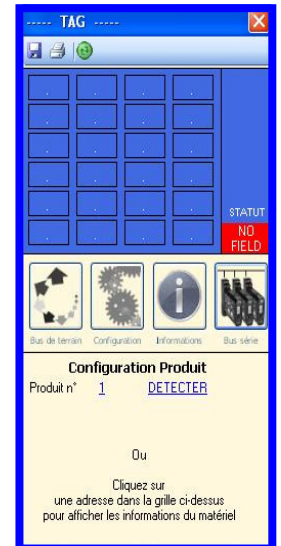 ----- TAG -----
STATUT
NO
FIELD
Bus de terrain Configuration Informations Bus série
Configuration Produit
Produit n° 1 DETECTER
Ou
Cliquez sur
une adresse dans la grille ci-dessus
pour afficher les informations du matériel